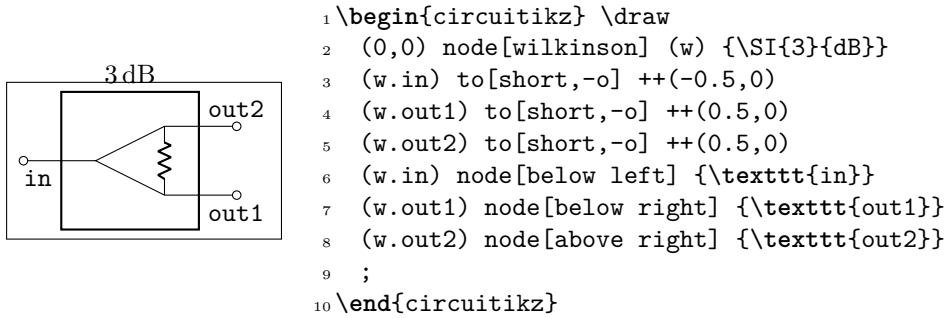 3 dB
out2
in
out1
1 \begin{circuitikz} \draw
2 (0,0) node[wilkinson] (w) {\SI{3}{dB}}
3 (w.in) to[short,-o] ++(-0.5,0)
4 (w.out1) to[short,-o] ++(0.5,0)
5 (w.out2) to[short,-o] ++(0.5,0)
6 (w.in) node[below left] {\texttt{in}}
7 (w.out1) node[below right] {\texttt{out1}}
8 (w.out2) node[above right] {\texttt{out2}}
9 ;
10 \end{circuitikz}